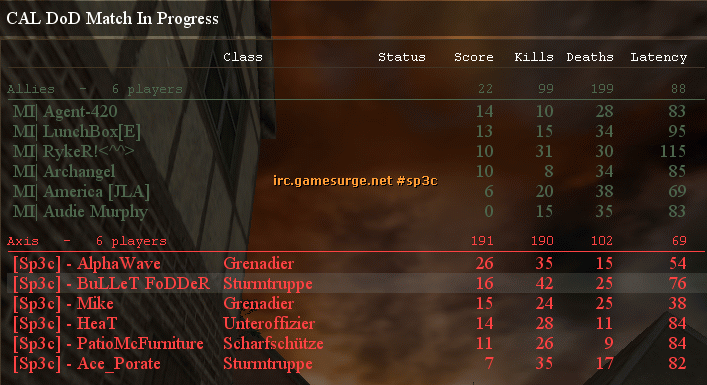 CAL DoD Match In Progress
Class Status Score Kills Deaths Latency
Allies - 6 players 22 99 199 88
MI| Agent-420 14 10 28 83
MI| LunchBox[E] 13 15 34 95
MI| RykeR!<^^> 10 31 30 115
MI| Archangel 10 8 34 85
irc.gamesurge.net #sp3c
MI| America [JLA] 6 20 38 69
MI| Audie Murphy 0 15 35 83
Axis - 6 players 191 190 102 69
[Sp3c] - AlphaWave Grenadier 26 35 15 54
[Sp3c] - BuLLeT FoDDeR Sturmtruppe 16 42 25 76
[Sp3c] - Mike Grenadier 15 24 25 38
[Sp3c] - HeaT Unteroffizier 14 28 11 84
[Sp3c] - PatioMcFurniture Scharfschütze 11 26 9 84
[Sp3c] - Ace_Porate Sturmtruppe 7 35 17 82